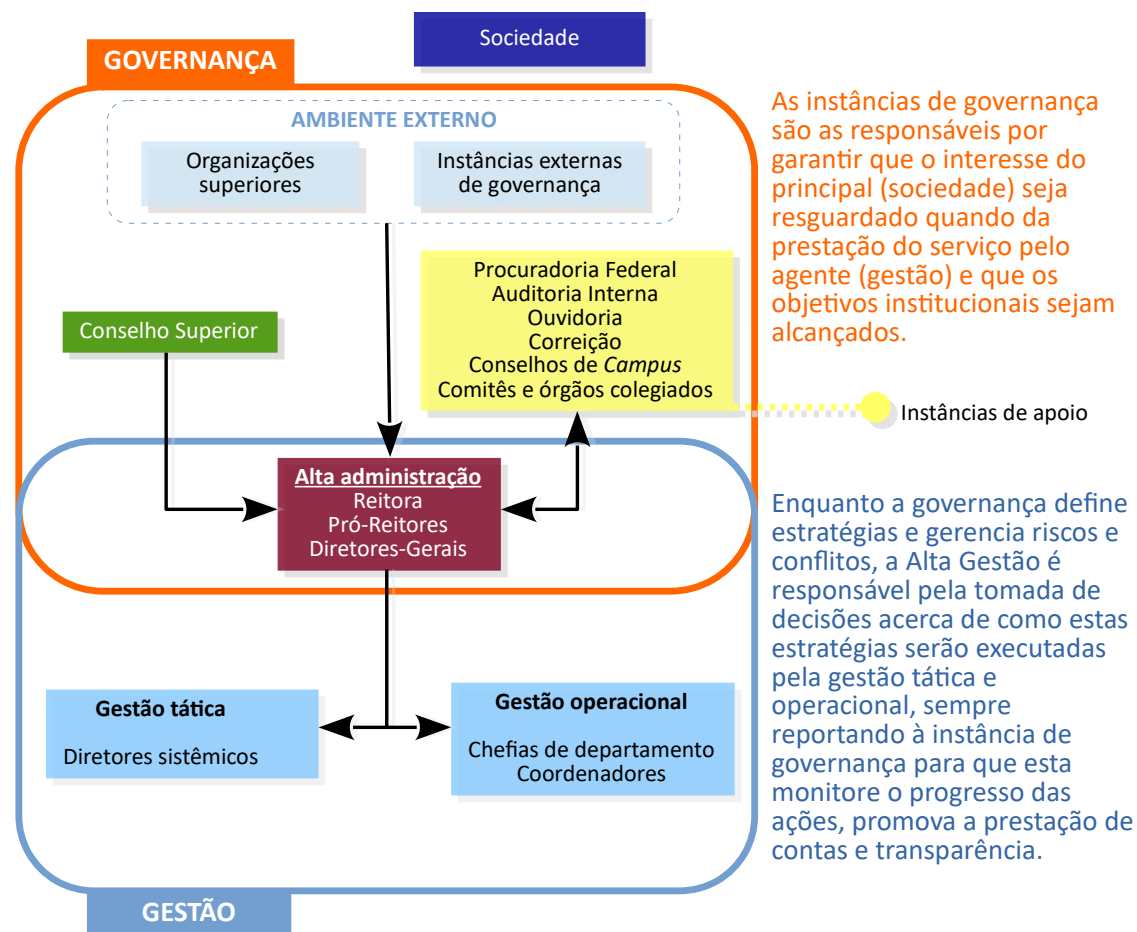 Sociedade
GOVERNANÇA
AMBIENTE EXTERNO
Organizações
superiores
Instâncias externas
de governança
Procuradoria Federal
Auditoria Interna
Ouvidoria
Correição
Conselhos de Campus
Comitês e órgãos colegiados
Conselho Superior
Instâncias de apoio
Alta administração
Reitora
Pró-Reitores
Diretores-Gerais
Gestão tática
Diretores sistêmicos
Gestão operacional
Chefias de departamento
Coordenadores
GESTÃO
As instâncias de governança
são as responsáveis por
garantir que o interesse do
principal (sociedade) seja
resguardado quando da
prestação do serviço pelo
agente (gestão) e que os
objetivos institucionais sejam
alcançados.
Enquanto a governança define
estratégias e gerencia riscos e
conflitos, a Alta Gestão é
responsável pela tomada de
decisões acerca de como estas
estratégias serão executadas
pela gestão tática e
operacional, sempre
reportando à instância de
governança para que esta
monitore o progresso das
ações, promova a prestação de
contas e transparência.